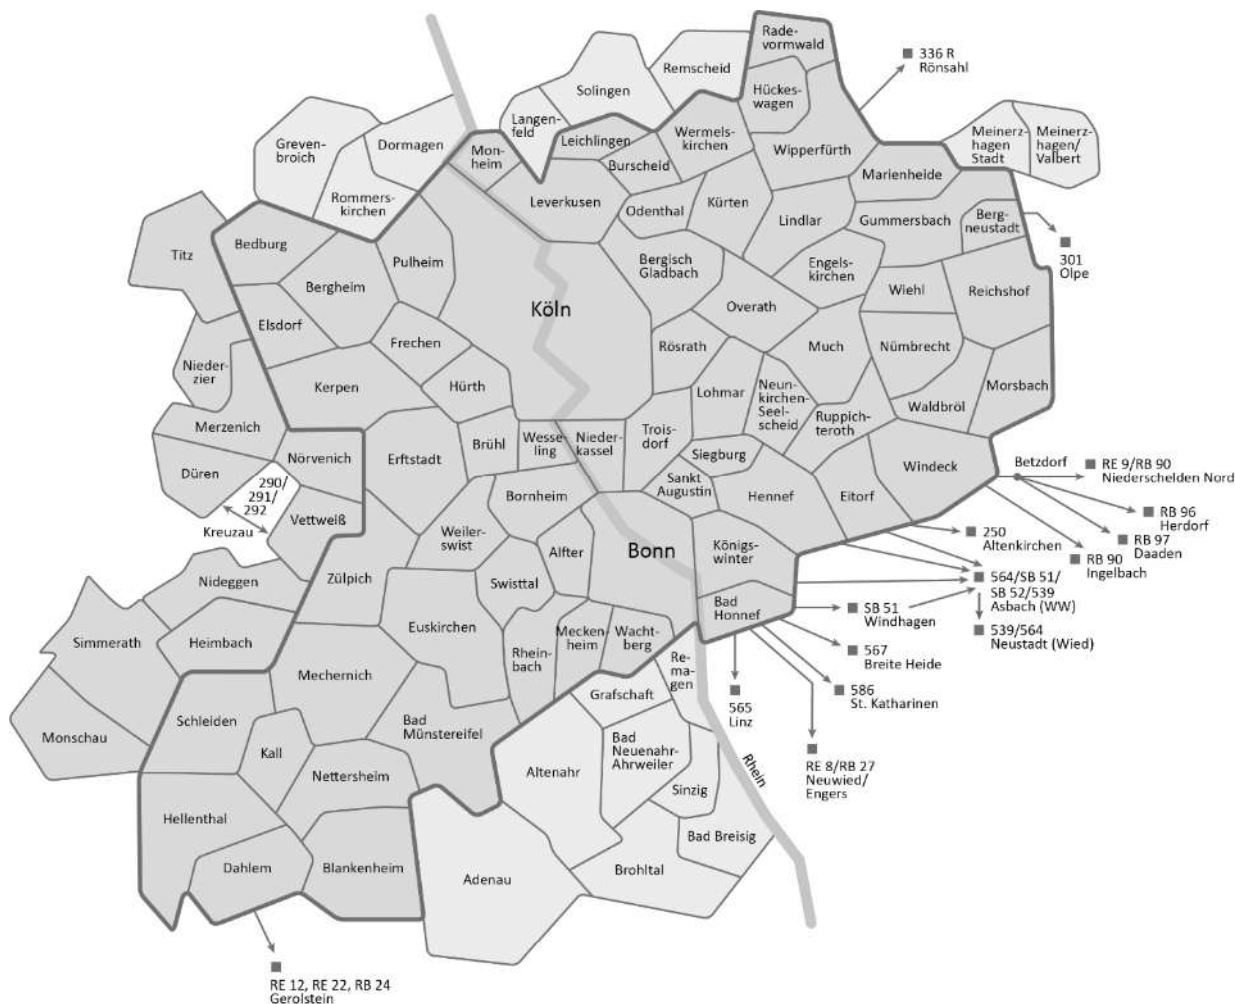 Rade-
vormwald
336 R
Rönsahl
Remscheid
Solingen
Hückes-
wagen
Langen-
feld
Meinerz-
hagen
Stadt
Meinerz-
hagen/
Valbert
Greven-
broich
Dormagen
Mon-
heim
Leichlingen
Wermels-
kirchen
Burscheid
Wipperfürth
Marienheide
Rommers-
kirchen
Leverkusen
Odenthal
Kürten
Lindlar
Gummersbach
Berg-
neustadt
Titz
Bedburg
Pulheim
Bergisch
Gladbach
Engels-
kirchen
301
Olpe
Bergheim
Wiehl
Reichshof
Elsdorf
Köln
Overath
Frechen
Rösrath
Much
Nümbrecht
Nieder-
zier
Kerpen
Hürth
Lohmar
Neun-
kirchen-
Seel-
scheid
Morsbach
Waldbröl
Merzenich
Ruppich-
teroth
Brühl
Wesse-
ling
Nieder-
kassel
Trois-
dorf
Düren
Nörvenich
Erftstadt
Siegburg
Windeck
Betzdorf
RE 9/RB 90
Niederschelden Nord
290/
291/
292
Kreuzau
Bornheim
Sankt
Augustin
Hennef
Eitorf
RB 96
Herdorf
Vettweiß
Weiler-
swist
Alfter
Bonn
Königs-
winter
250
Altenkirchen
RB 97
Daaden
RB 90
Ingelbach
Nideggen
Zülpich
Swisttal
564/SB 51/
SB 52/539
Asbach (WW)
Bad
Honnef
SB 51
Windhagen
539/564
Neustadt (Wied)
Simmerath
Heimbach
Euskirchen
Rhein-
bach
Mecken-
heim
Wacht-
berg
Re-
ma-
gen
567
Breite Heide
Mechernich
Grafschaft
565
Linz
586
St. Katharinen
Monschau
Schleiden
Bad
Münstereifel
Kall
Bad
Neuenahr-
Ahrweiler
Rhein
RE 8/RB 27
Neuwied/
Engers
Nettersheim
Altenahr
Sinzig
Hellenthal
Bad Breisig
Dahlem
Blankenheim
Adenau
Brohltal
RE 12, RE 22, RB 24
Gerolstein